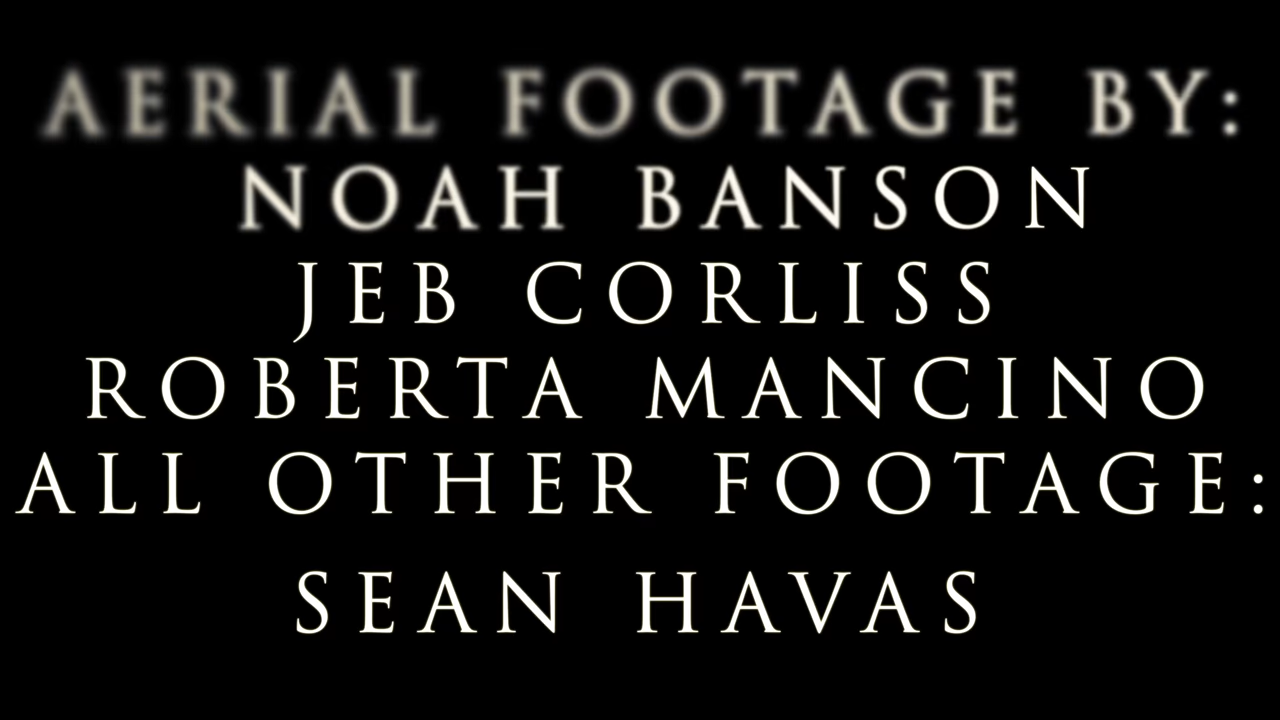 AERIAL FOOTAGE BY:
NOAH BANSON
JEB CORLISS
ROBERTA MANCINO
ALL OTHER FOOTAGE:
SEAN HAVAS